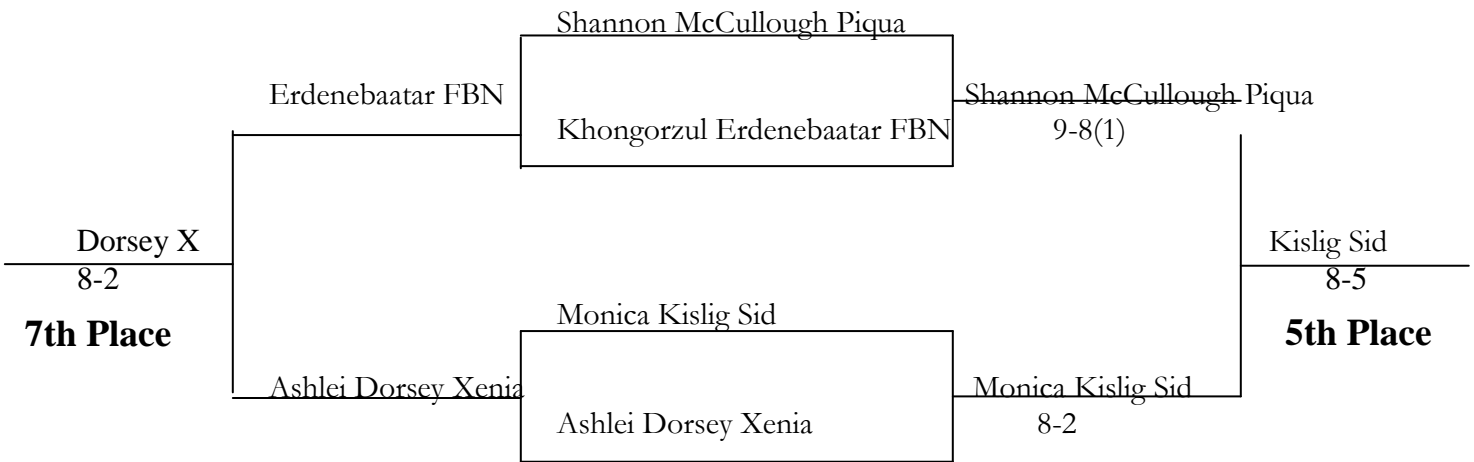 Shannon McCullough Piqua
Erdenebaatar FBN
Shannon McCullough Piqua
Khongorzul Erdenebaatar FBN
9-8(1)
Dorsey X
8-2
7th Place
Kislig Sid
8-5
5th Place
Monica Kislig Sid
Ashlei Dorsey Xenia
Monica Kislig Sid
Ashlei Dorsey Xenia
8-2